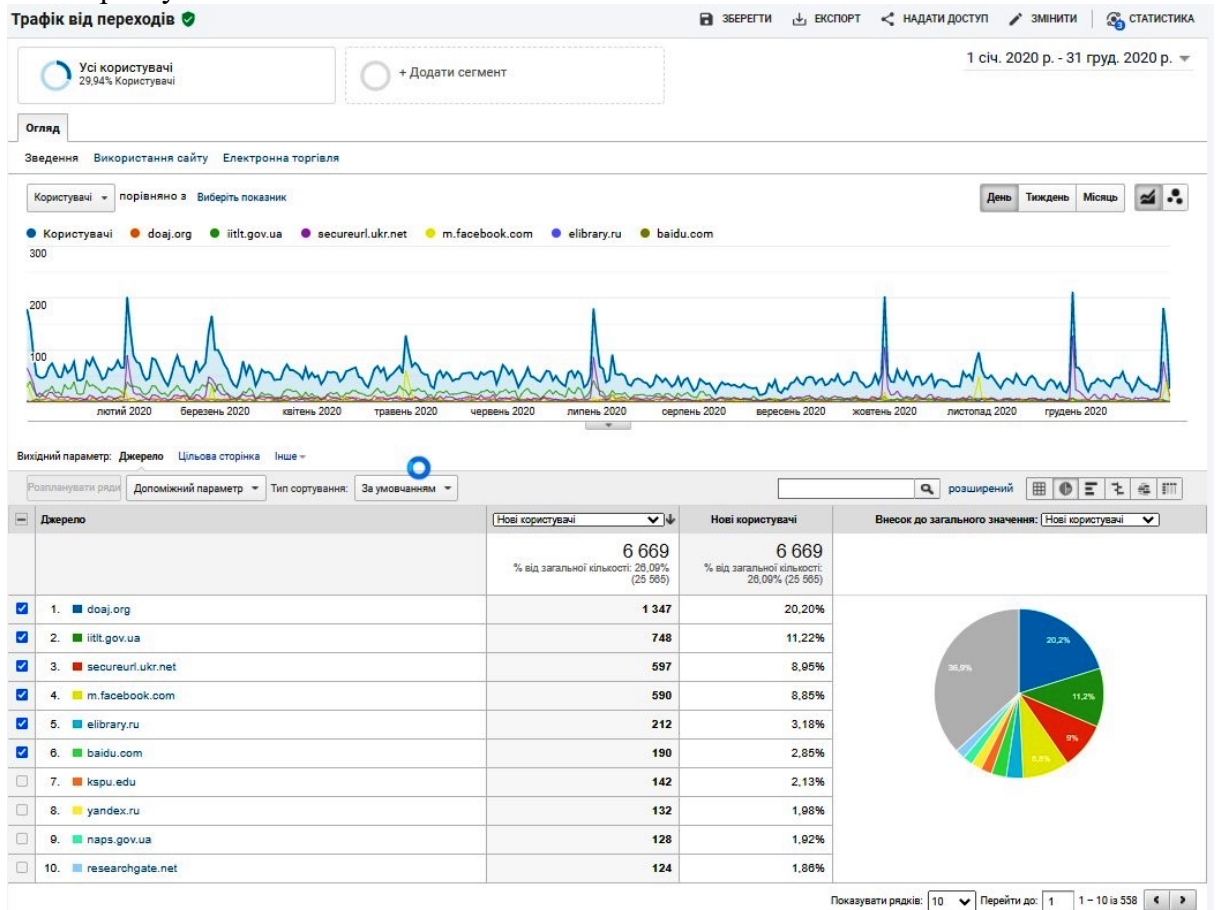 Трафік від переходів
ЗБЕРЕГТИ ЕКСПОРТ НАДАТИ ДОСТУП ЗМІНИТИ 3 СТАТИСТИКА
Усі користувачі
29,94% Користувачі
+ Додати сегмент
1 січ. 2020 р. - 31 груд. 2020 р.
Огляд
Зведення Використання сайту Електронна торгівля
Користувачі порівняно з Виберіть показник
День Тиждень Місяць
Користувачі doaj.org iitlt.gov.ua secureurl.ukr.net m.facebook.com elibrary.ru baidu.com
300
200
100
лютий 2020 березень 2020 квітень 2020 травень 2020 червень 2020 липень 2020 серпень 2020 вересень 2020 жовтень 2020 листопад 2020 грудень 2020
Вихідний параметр: Джерело Цільова сторінка Інше
Розпланувати ряди Допоміжний параметр Тип сортування: За умовчанням розширений
Джерело Нові користувачі Нові користувачі Внесок до загального значення: Нові користувачі
6 669 6 669
% від загальної кількості: 26,09% (25 565) % від загальної кількості: 26,09% (25 565)
1. doaj.org 1 347 20,20%
2. iitlt.gov.ua 748 11,22%
3. secureurl.ukr.net 597 8,95%
4. m.facebook.com 590 8,85%
5. elibrary.ru 212 3,18%
6. baidu.com 190 2,85%
7. kspu.edu 142 2,13%
8. yandex.ru 132 1,98%
9. naps.gov.ua 128 1,92%
10. researchgate.net 124 1,86%
20,2%
36,9%
11,2%
9%
8,8%
Показувати рядків: 10 Перейти до: 1 1 – 10 із 558